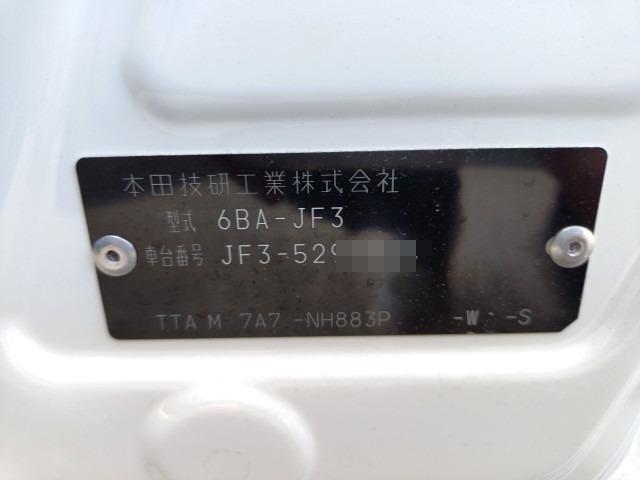 本田技研工業株式会社
型式 6BA-JF3
車台番号 JF3-529
TTA M 7A7 -NH883P -W -S